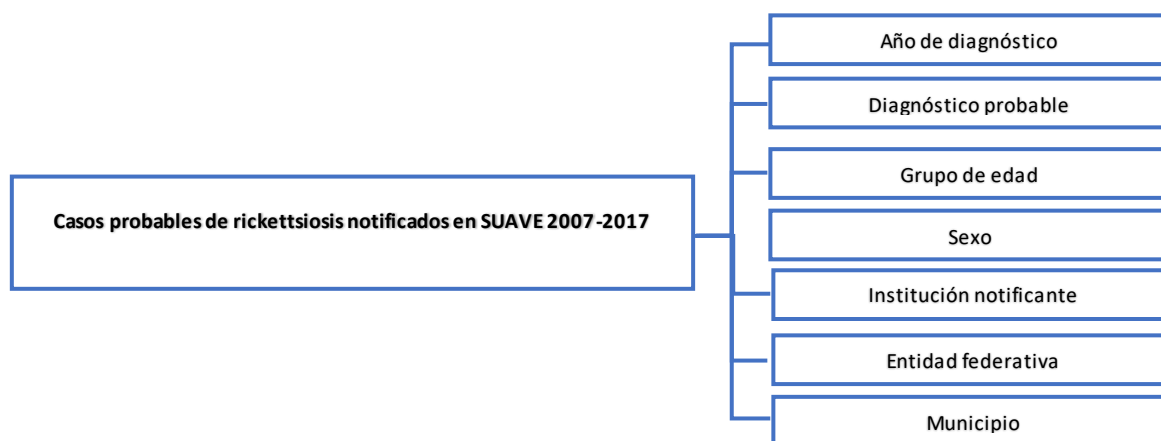 Año de diagnóstico
Diagnóstico probable
Grupo de edad
Casos probables de rickettsiosis notificados en SUAVE 2007-2017
Sexo
Institución notificante
Entidad federativa
Municipio